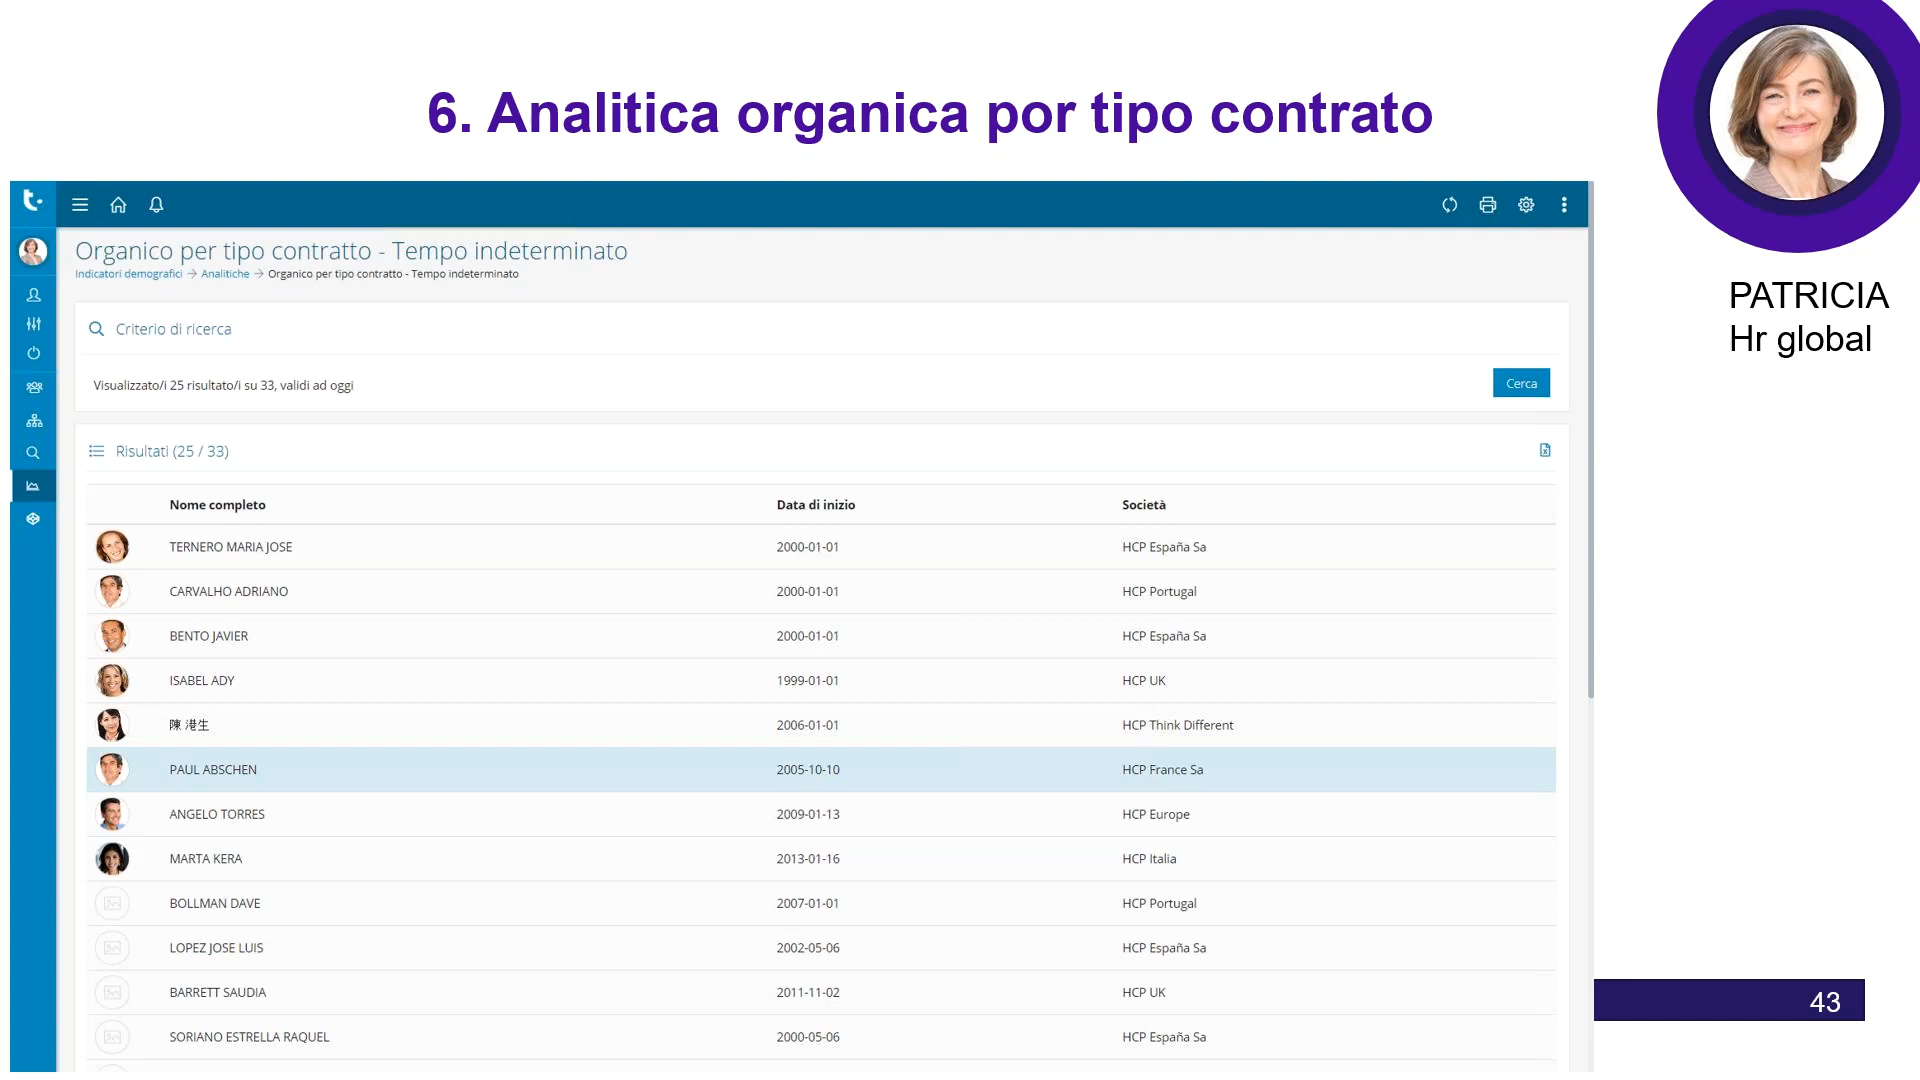 6. Analitica organica por tipo contrato
PATRICIA
Hr global
t.
Organico per tipo contratto - Tempo indeterminato
Indicatori demografici → Analitiche → Organico per tipo contratto - Tempo indeterminato
Criterio di ricerca
Visualizzato/i 25 risultato/i su 33, validi ad oggi
Cerca
Risultati (25 / 33)
Nome completo Data di inizio Società
TERNERO MARIA JOSE 2000-01-01 HCP España Sa
CARVALHO ADRIANO 2000-01-01 HCP Portugal
BENTO JAVIER 2000-01-01 HCP España Sa
ISABEL ADY 1999-01-01 HCP UK
陳 港生 2006-01-01 HCP Think Different
PAUL ABSCHEN 2005-10-10 HCP France Sa
ANGELO TORRES 2009-01-13 HCP Europe
MARTA KERA 2013-01-16 HCP Italia
BOLLMAN DAVE 2007-01-01 HCP Portugal
LOPEZ JOSE LUIS 2002-05-06 HCP España Sa
BARRETT SAUDIA 2011-11-02 HCP UK
SORIANO ESTRELLA RAQUEL 2000-05-06 HCP España Sa
43